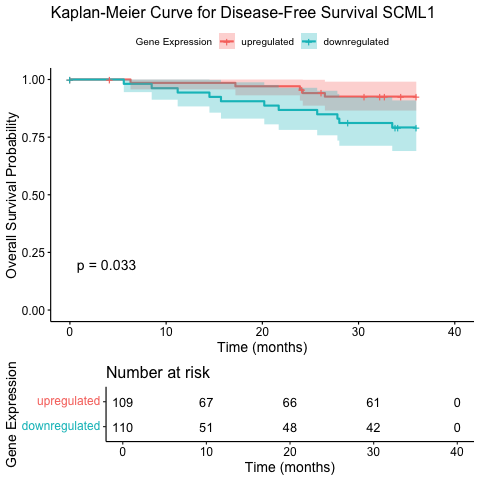 Kaplan-Meier Curve for Disease-Free Survival SCML1
Gene Expression upregulated downregulated
Overall Survival Probability
1.00
0.75
0.50
0.25
0.00
p = 0.033
0 10 20 30 40
Time (months)
Number at risk
Gene Expression
upregulated 109 67 66 61 0
downregulated 110 51 48 42 0
0 10 20 30 40
Time (months)